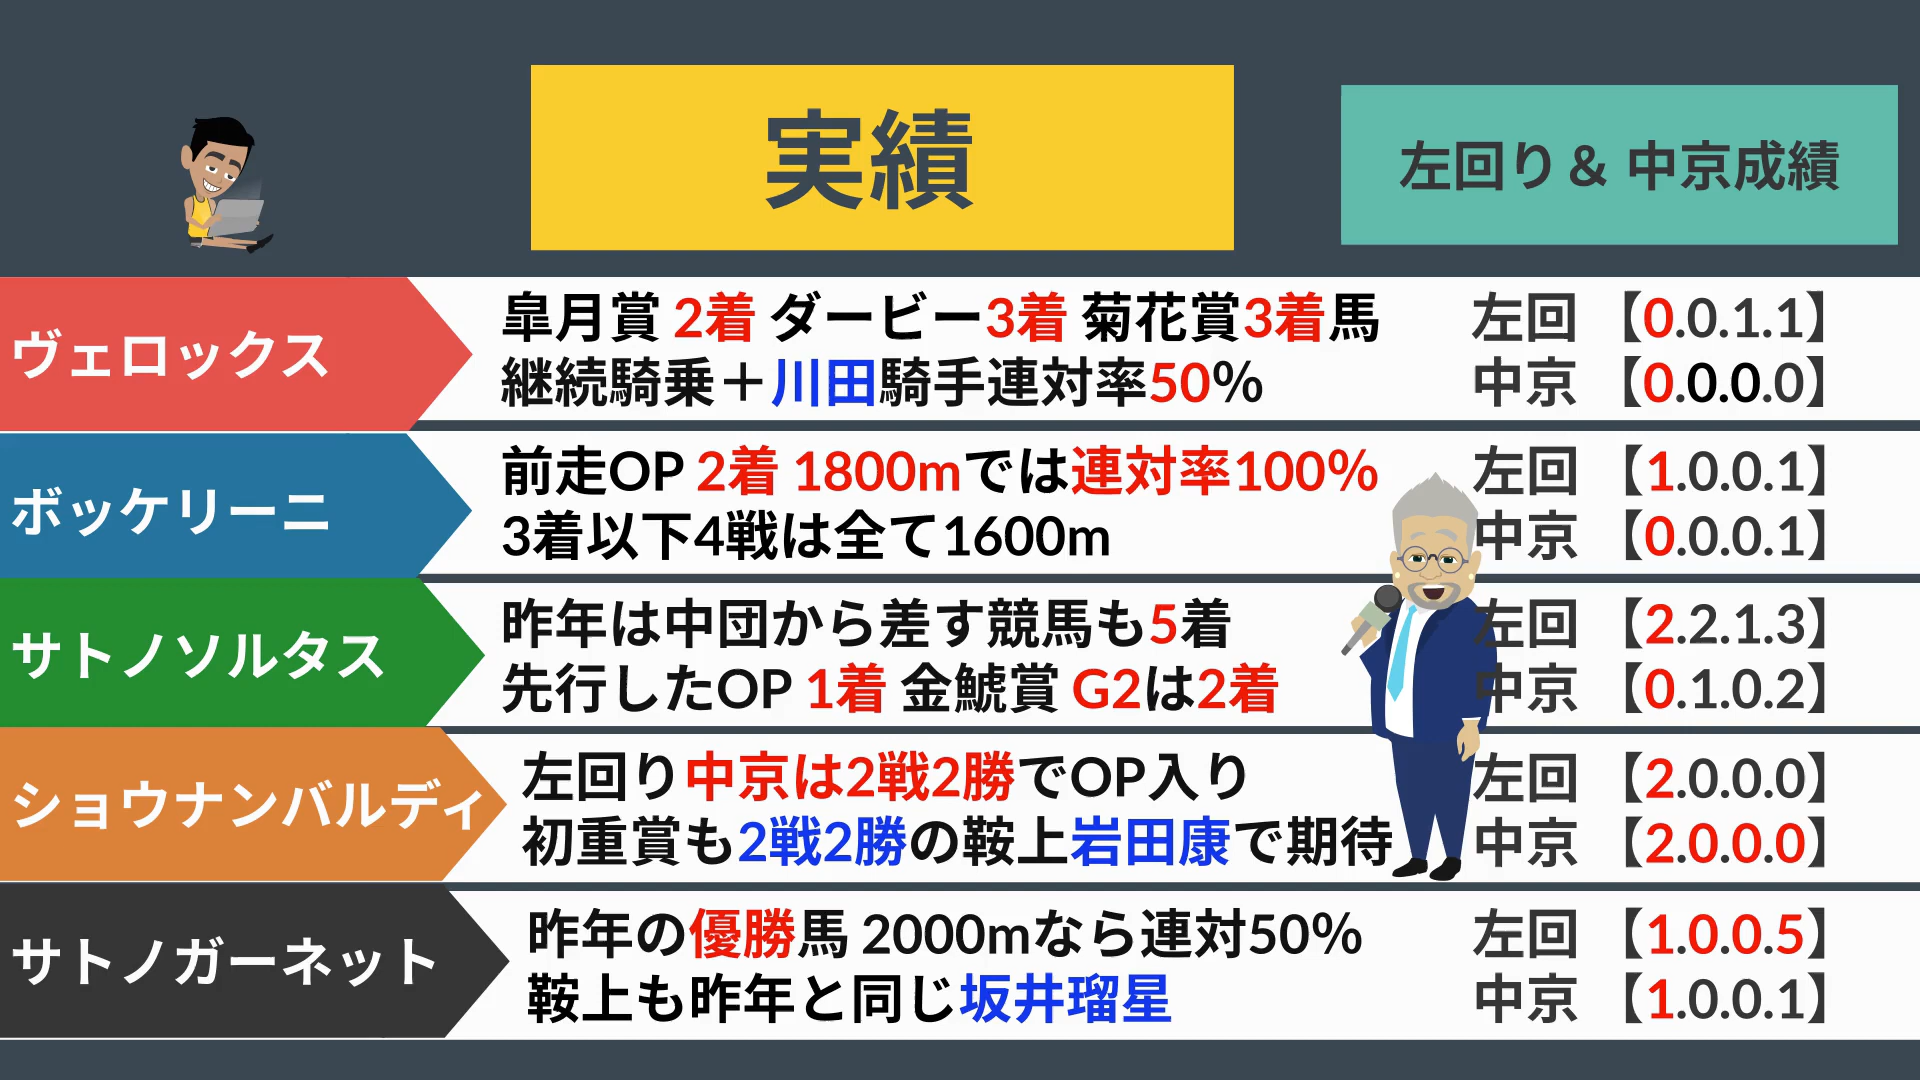 実績
左回り & 中京成績
ヴェロックス
皐月賞 2着 ダービー3着 菊花賞3着馬
継続騎乗＋川田騎手連対率50%
左回 【0.0.1.1】
中京 【0.0.0.0】
ボッケリーニ
前走OP 2着 1800mでは連対率100%
3着以下4戦は全て1600m
左回 【1.0.0.1】
中京 【0.0.0.1】
サトノソルタス
昨年は中団から差す競馬も5着
先行したOP 1着 金鯱賞 G2は2着
左回 【2.2.1.3】
中京 【0.1.0.2】
ショウナンバルディ
左回り中京は2戦2勝でOP入り
初重賞も2戦2勝の鞍上岩田康で期待
左回 【2.0.0.0】
中京 【2.0.0.0】
サトノガーネット
昨年の優勝馬 2000mなら連対50%
鞍上も昨年と同じ坂井瑠星
左回 【1.0.0.5】
中京 【1.0.0.1】